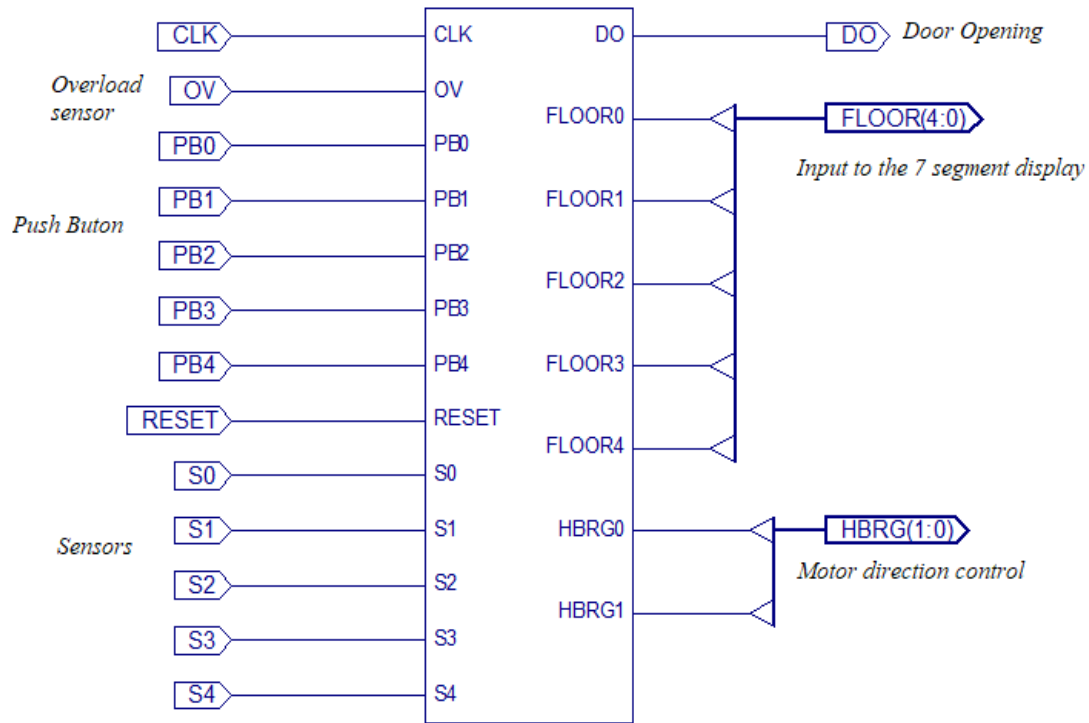 CLK CLK DO DO Door Opening
Overload
sensor
OV OV
FLOOR0 FLOOR(4:0)
PB0 PB0
Input to the 7 segment display
PB1 PB1 FLOOR1
Push Buton
PB2 PB2
FLOOR2
PB3 PB3
PB4 PB4 FLOOR3
RESET RESET
FLOOR4
S0 S0
S1 S1 HBRG0 HBRG(1:0)
Sensors
Motor direction control
S2 S2
HBRG1
S3 S3
S4 S4